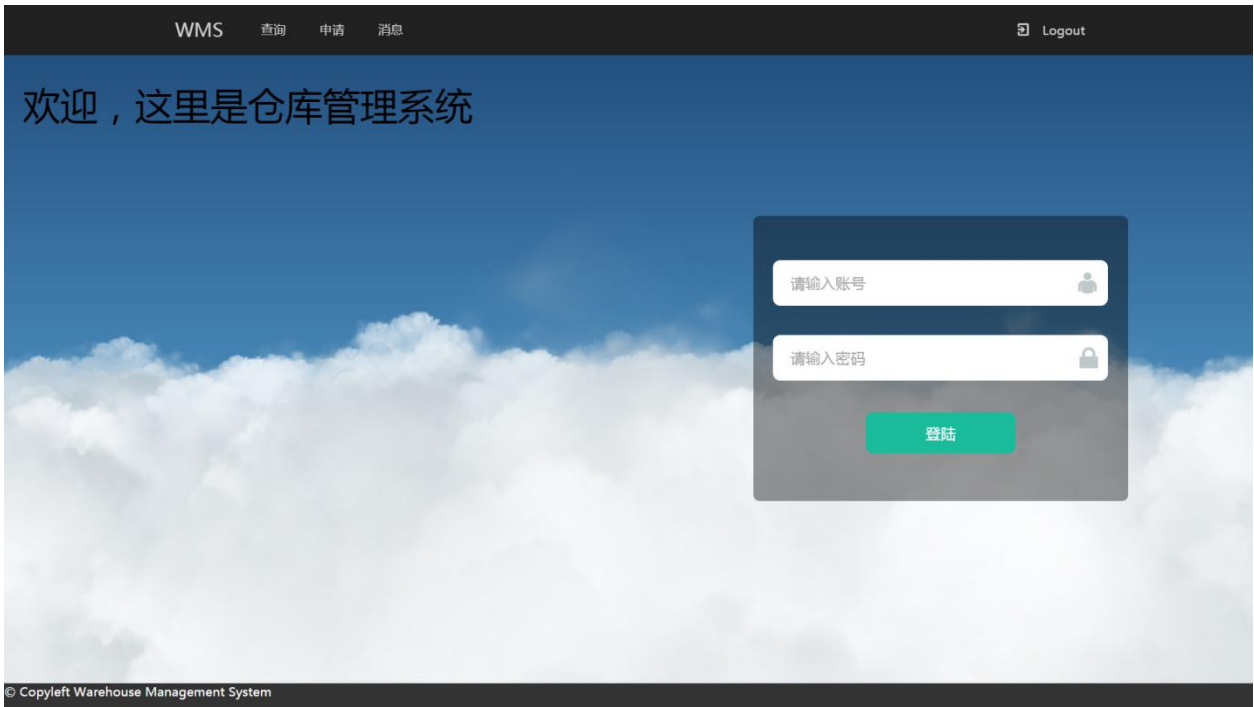 WMS 查询 申请 消息 Logout
欢迎，这里是仓库管理系统
请输入账号
请输入密码
登陆
© Copyleft Warehouse Management System